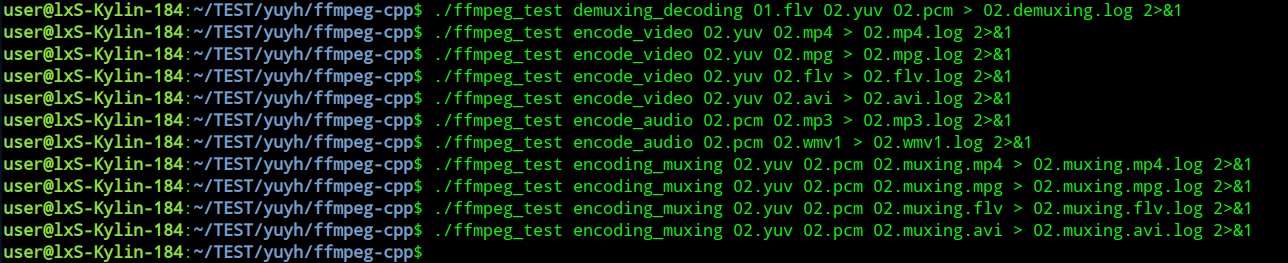 user@lxS-Kylin-184:~/TEST/yuyh/ffmpeg-cpp$ ./ffmpeg_test demuxing_decoding 01.flv 02.yuv 02.pcm > 02.demuxing.log 2>&1
user@lxS-Kylin-184:~/TEST/yuyh/ffmpeg-cpp$ ./ffmpeg_test encode_video 02.yuv 02.mp4 > 02.mp4.log 2>&1
user@lxS-Kylin-184:~/TEST/yuyh/ffmpeg-cpp$ ./ffmpeg_test encode_video 02.yuv 02.mpg > 02.mpg.log 2>&1
user@lxS-Kylin-184:~/TEST/yuyh/ffmpeg-cpp$ ./ffmpeg_test encode_video 02.yuv 02.flv > 02.flv.log 2>&1
user@lxS-Kylin-184:~/TEST/yuyh/ffmpeg-cpp$ ./ffmpeg_test encode_video 02.yuv 02.avi > 02.avi.log 2>&1
user@lxS-Kylin-184:~/TEST/yuyh/ffmpeg-cpp$ ./ffmpeg_test encode_audio 02.pcm 02.mp3 > 02.mp3.log 2>&1
user@lxS-Kylin-184:~/TEST/yuyh/ffmpeg-cpp$ ./ffmpeg_test encode_audio 02.pcm 02.wmv1 > 02.wmv1.log 2>&1
user@lxS-Kylin-184:~/TEST/yuyh/ffmpeg-cpp$ ./ffmpeg_test encoding_muxing 02.yuv 02.pcm 02.muxing.mp4 > 02.muxing.mp4.log 2>&1
user@lxS-Kylin-184:~/TEST/yuyh/ffmpeg-cpp$ ./ffmpeg_test encoding_muxing 02.yuv 02.pcm 02.muxing.mpg > 02.muxing.mpg.log 2>&1
user@lxS-Kylin-184:~/TEST/yuyh/ffmpeg-cpp$ ./ffmpeg_test encoding_muxing 02.yuv 02.pcm 02.muxing.flv > 02.muxing.flv.log 2>&1
user@lxS-Kylin-184:~/TEST/yuyh/ffmpeg-cpp$ ./ffmpeg_test encoding_muxing 02.yuv 02.pcm 02.muxing.avi > 02.muxing.avi.log 2>&1
user@lxS-Kylin-184:~/TEST/yuyh/ffmpeg-cpp$